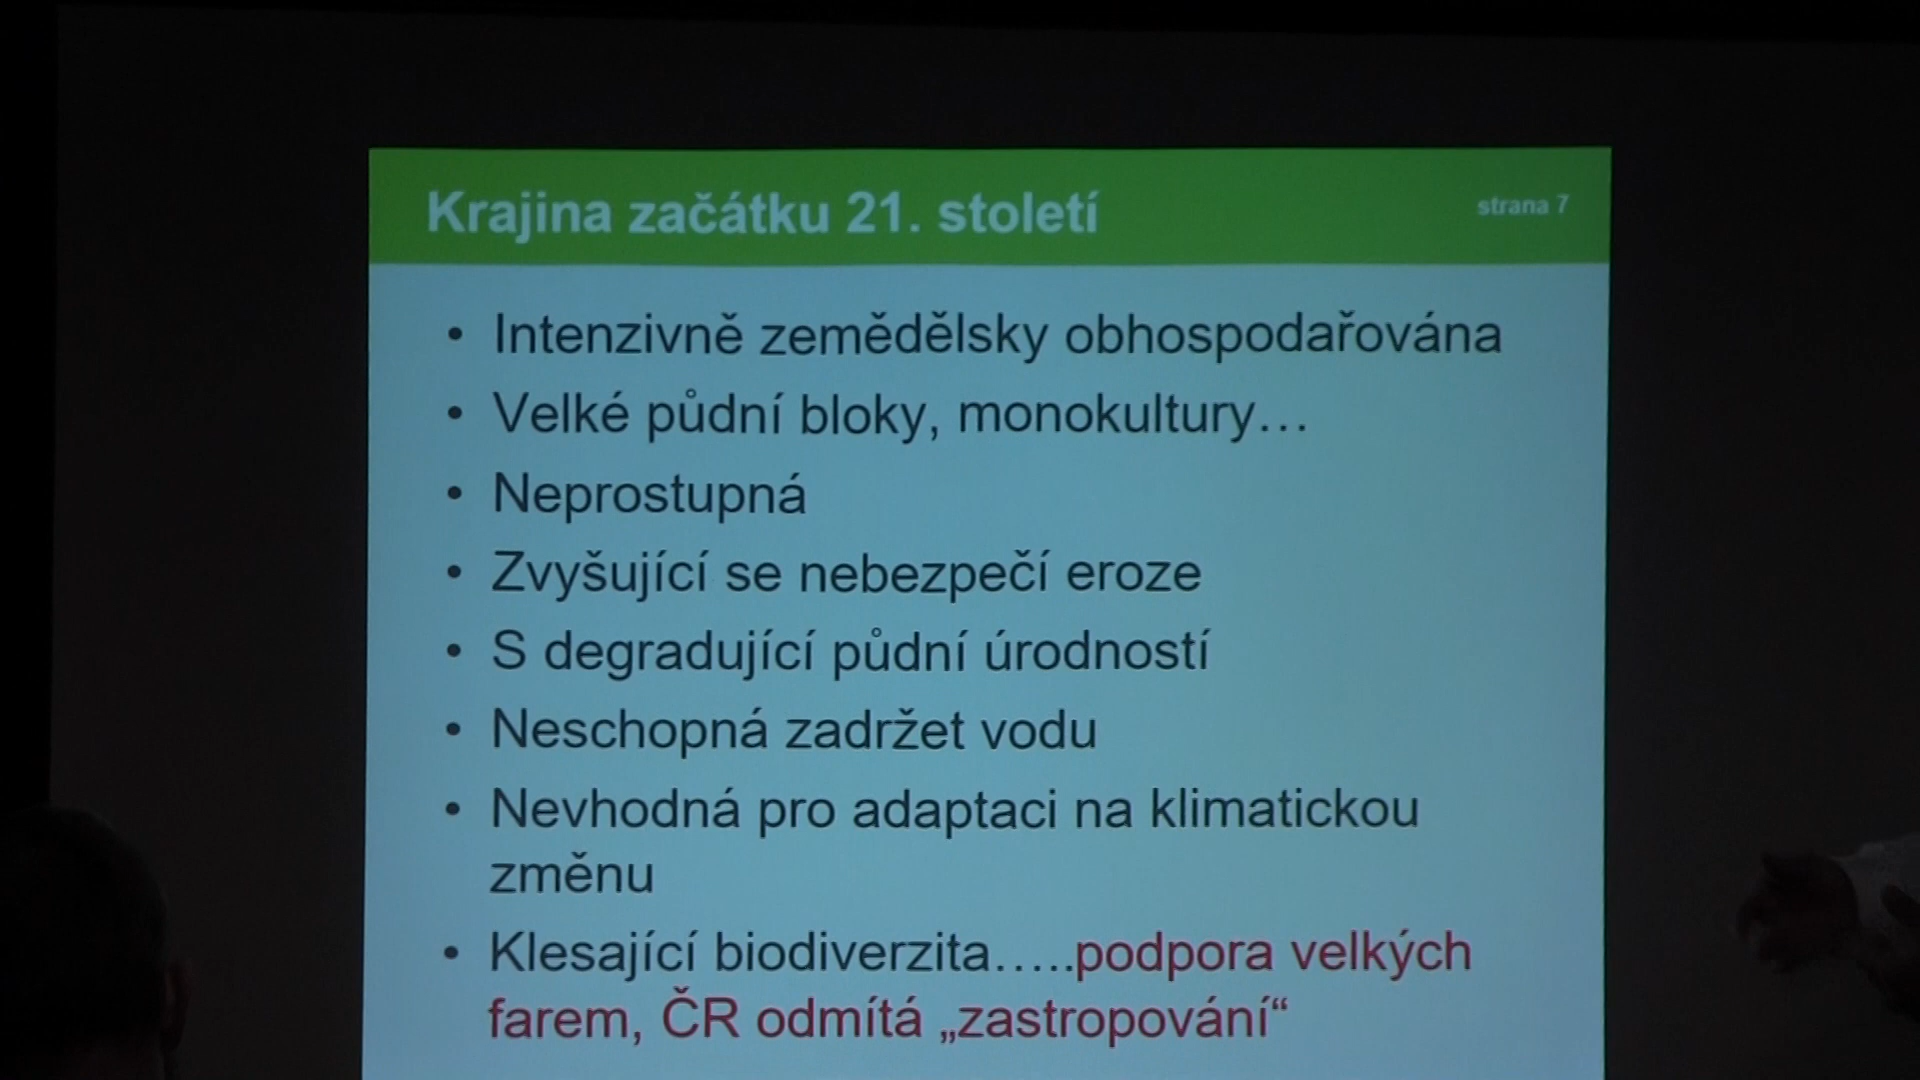 Krajina začátku 21. století
strana 7
• Intenzivně zemědělsky obhospodařována
• Velké půdní bloky, monokultury…
• Neprostupná
• Zvyšující se nebezpečí eroze
• S degradující půdní úrodností
• Neschopná zadržet vodu
• Nevhodná pro adaptaci na klimatickou
změnu
• Klesající biodiverzita…..podpora velkých
farem, ČR odmítá „zastropování“